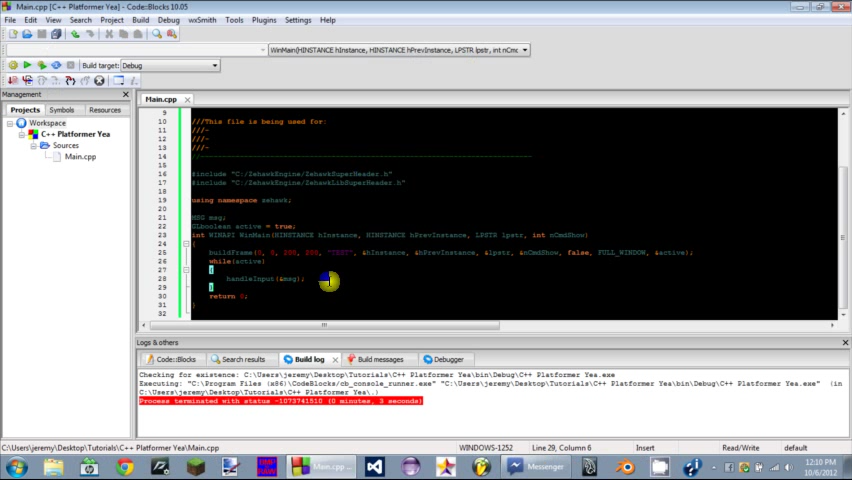 Main.cpp [C++ Platformer Yea] - Code::Blocks 10.05
File Edit View Search Project Build Debug wxSmith Tools Plugins Settings Help
WinMain(HINSTANCE hInstance, HINSTANCE hPrevInstance, LPSTR lpstr, int nCmc
Build target: Debug
Management
Main.cpp
Projects Symbols Resources
Workspace
C++ Platformer Yea
Sources
Main.cpp
9
10 ///This file is being used for:
11 ///-
12 ///-
13 ///-
14 //----------------------------------------------------------------------
15
16 #include "C:/ZehawkEngine/ZehawkSuperHeader.h"
17 #include "C:/ZehawkEngine/ZehawkLibSuperHeader.h"
18
19 using namespace zehawk;
20
21 MSG msg;
22 GLboolean active = true;
23 int WINAPI WinMain(HINSTANCE hInstance, HINSTANCE hPrevInstance, LPSTR lpstr, int nCmdShow)
24 {
25 buildFrame(0, 0, 200, 200, "TEST", &hInstance, &hPrevInstance, &lpstr, &nCmdShow, false, FULL_WINDOW, &active);
26 while(active)
27 {
28 handleInput(&msg);
29 }
30 return 0;
31 }
32
Logs & others
Code::Blocks Search results Build log Build messages Debugger
Checking for existence: C:\Users\jeremy\Desktop\Tutorials\C++ Platformer Yea\bin\Debug\C++ Platformer Yea.exe
Executing: "C:\Program Files (x86)\CodeBlocks/cb_console_runner.exe" "C:\Users\jeremy\Desktop\Tutorials\C++ Platformer Yea\bin\Debug\C++ Platformer Yea.exe" (in
C:\Users\jeremy\Desktop\Tutorials\C++ Platformer Yea\.)
Process terminated with status -1073741510 (0 minutes, 3 seconds)
C:\Users\jeremy\Desktop\Tutorials\C++ Platformer Yea\Main.cpp WINDOWS-1252 Line 29, Column 6 Insert Read/Write default
Main.cpp ... Messenger 12:10 PM
10/6/2012